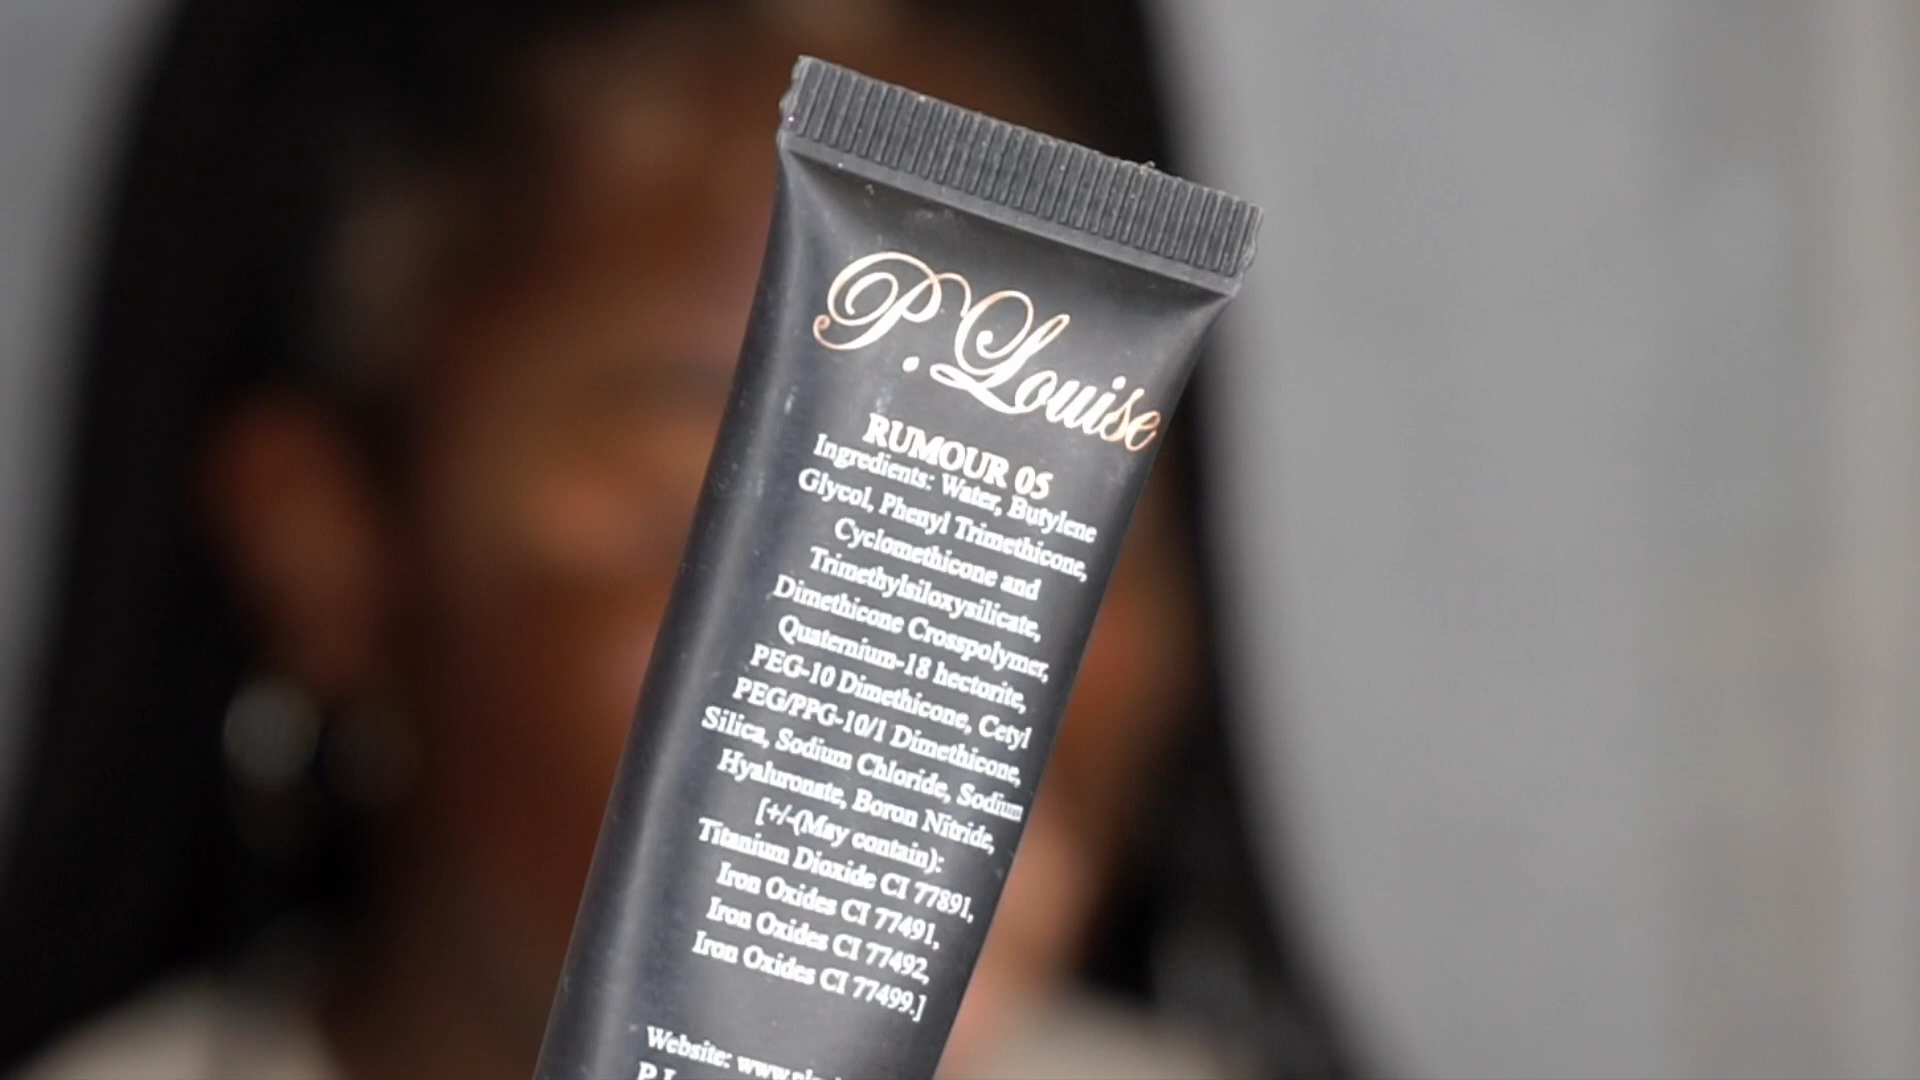 P.Louise
RUMOUR 05
Ingredients: Water, Butylene
Glycol, Phenyl Trimethicone,
Cyclomethicone and
Trimethylsiloxysilicate,
Dimethicone Crosspolymer,
Quaternium-18 hectorite,
PEG-10 Dimethicone, Cetyl
PEG/PPG-10/1 Dimethicone,
Silica, Sodium Chloride, Sodium
Hyaluronate, Boron Nitride,
[+/-(May contain):
Titanium Dioxide CI 77891,
Iron Oxides CI 77491,
Iron Oxides CI 77492,
Iron Oxides CI 77499.]
Website: